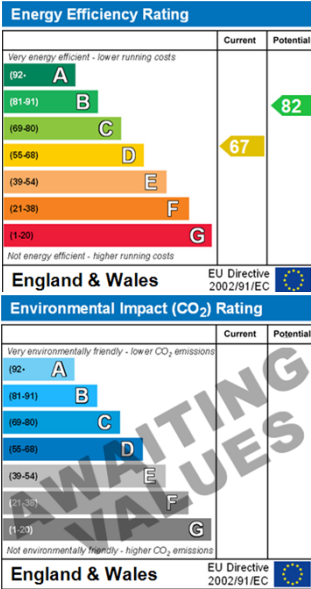 Energy Efficiency Rating
Current Potential
Very energy efficient - lower running costs
(92- A
(81-91) B
82
(69-80) C
(55-68) D
67
(39-54) E
(21-38) F
(1-20) G
Not energy efficient - higher running costs
England & Wales
EU Directive
2002/91/EC
Environmental Impact (CO₂) Rating
Current Potential
Very environmentally friendly - lower CO₂ emissions
(92- A
(81-91) B
(69-80) C
(55-68) D
(39-54) E
(21-38) F
(1-20) G
AWAITING
VALUES
Not environmentally friendly - higher CO₂ emissions
England & Wales
EU Directive
2002/91/EC